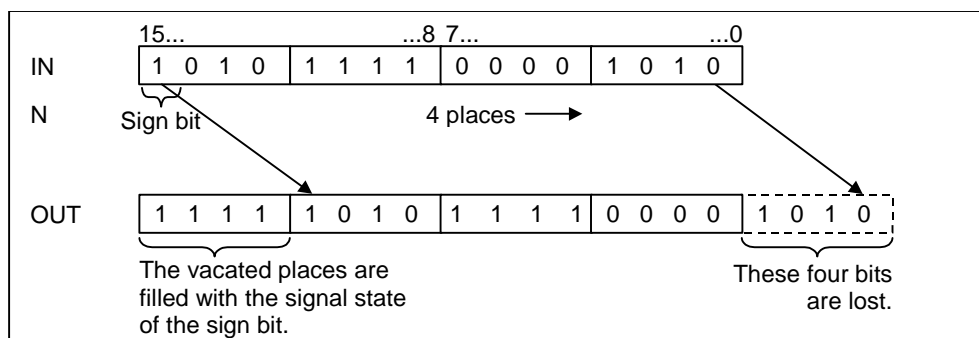 15... ...8 7... ...0
IN 1 0 1 0 1 1 1 1 0 0 0 0 1 0 1 0
N Sign bit 4 places
OUT 1 1 1 1 1 0 1 0 1 1 1 1 0 0 0 0 1 0 1 0
The vacated places are
filled with the signal state
of the sign bit.
These four bits
are lost.